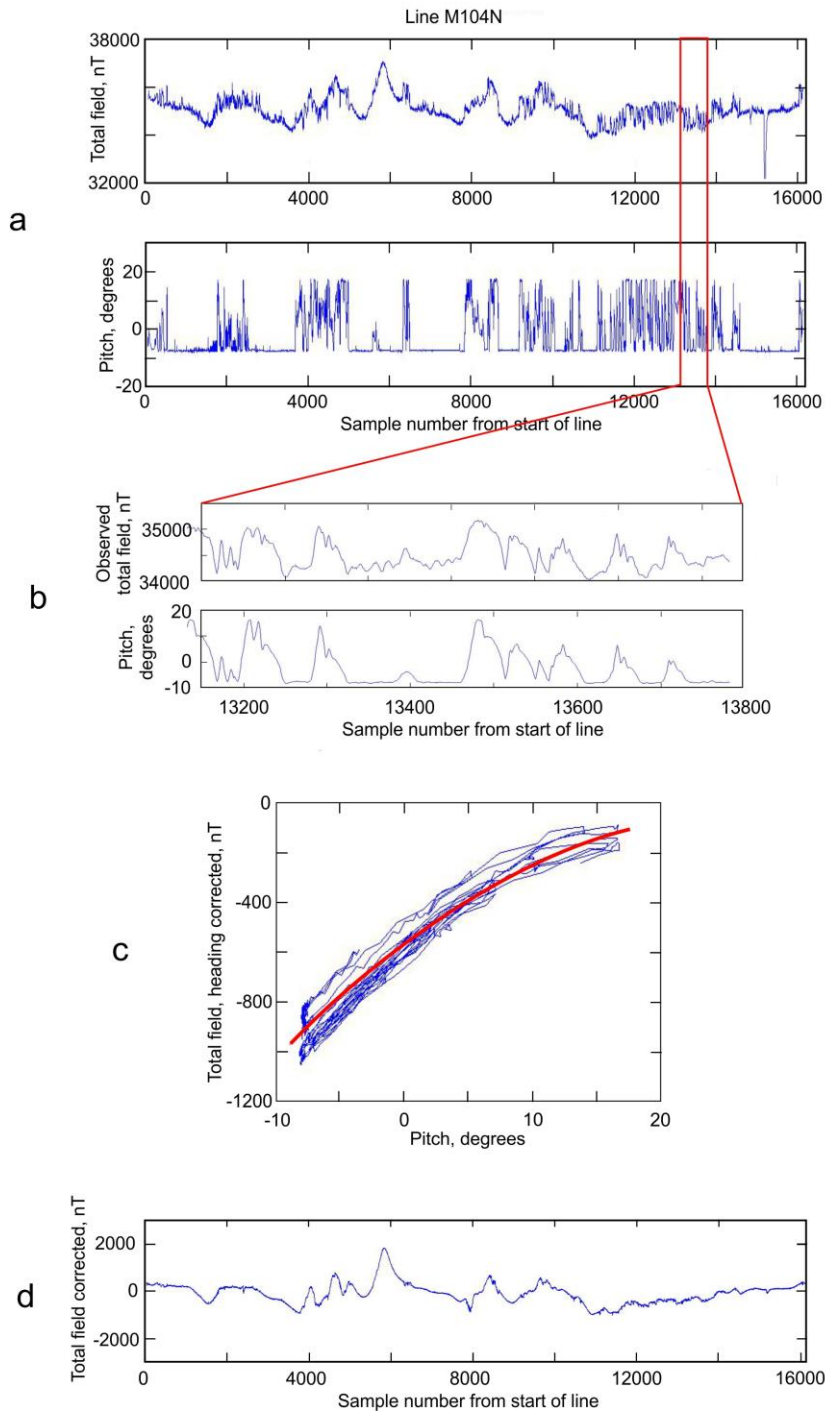 Line M104N
38000
Total field, nT
32000
0 4000 8000 12000 16000
a
20
Pitch, degrees
0
-20
0 4000 8000 12000 16000
Sample number from start of line
35000
Observed
total field, nT
34000
b
20
Pitch,
degrees
0
-10
13200 13400 13600 13800
Sample number from start of line
0
Total field, heading corrected, nT
-400
c
-800
-1200
-10 0 10 20
Pitch, degrees
Total field corrected, nT
2000
d
0
-2000
0 4000 8000 12000 16000
Sample number from start of line